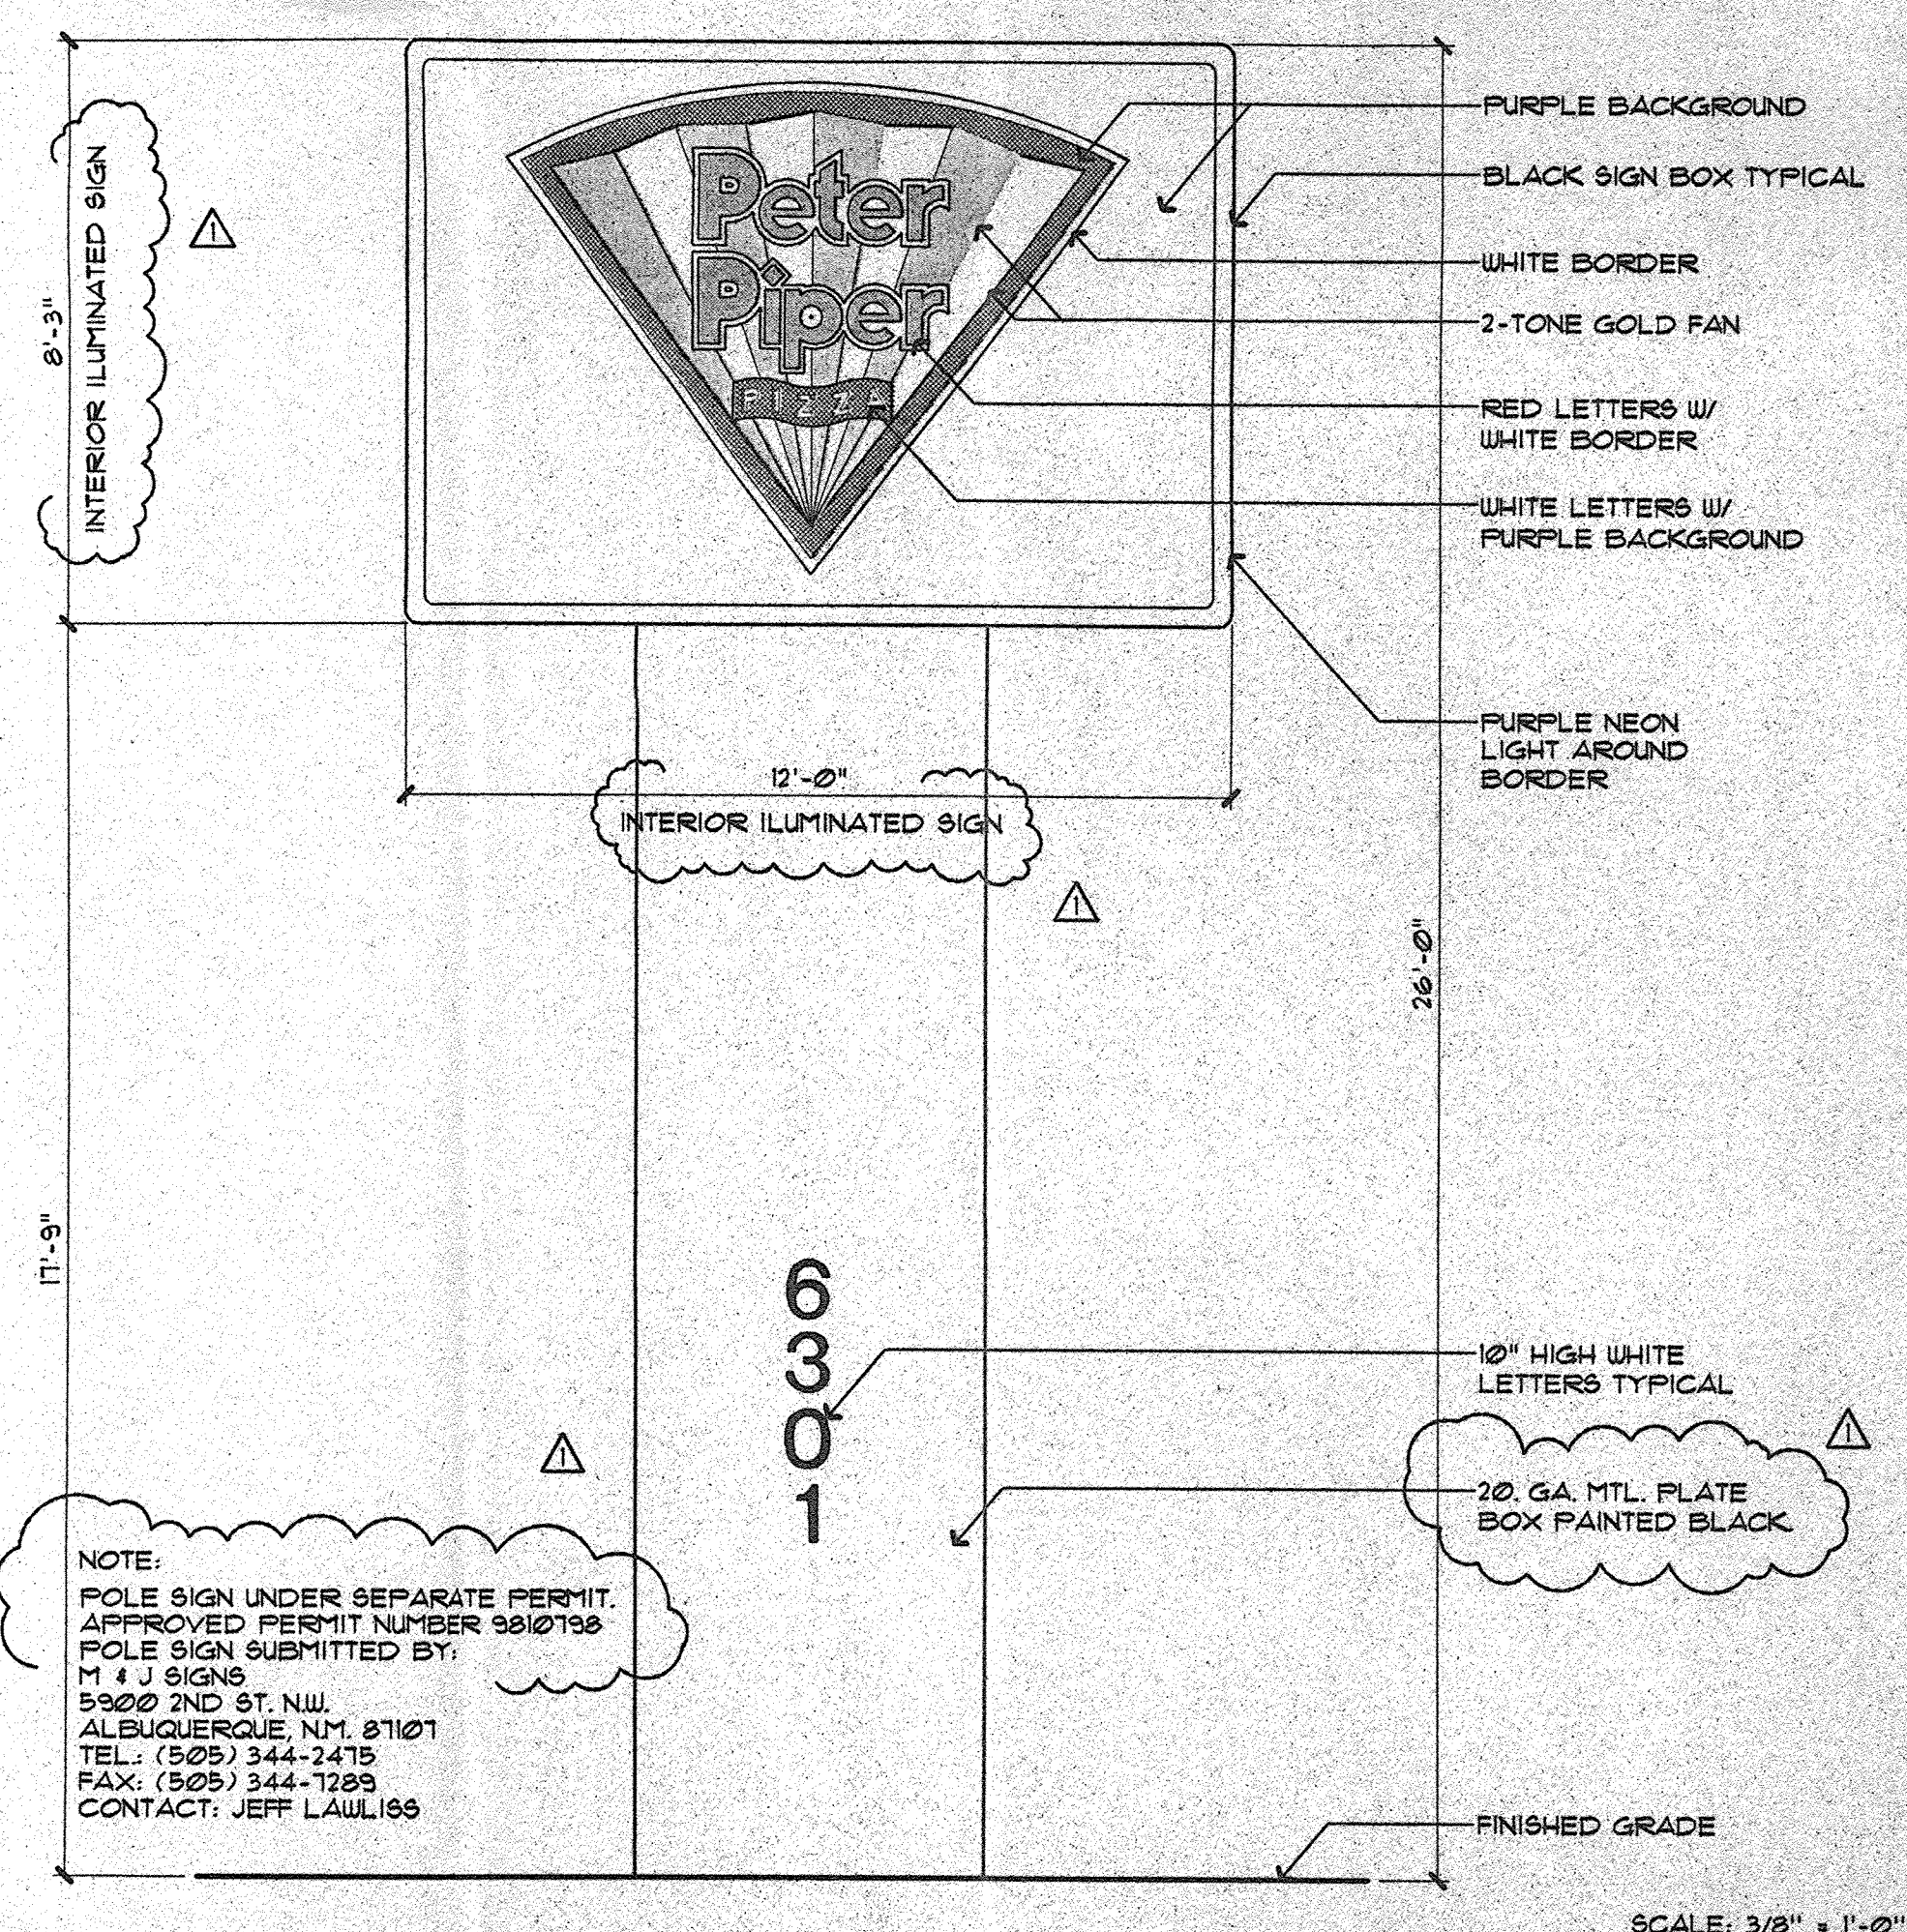 PURPLE BACKGROUND
BLACK SIGN BOX TYPICAL
WHITE BORDER
2-TONE GOLD FAN
RED LETTERS W/
WHITE BORDER
WHITE LETTERS W/
PURPLE BACKGROUND
PURPLE NEON
LIGHT AROUND
BORDER
Peter
Piper
PIZZA
8'-3"
INTERIOR ILUMINATED SIGN
1
12'-0"
INTERIOR ILUMINATED SIGN
1
26'-0"
17'-9"
6
3
0
1
10" HIGH WHITE
LETTERS TYPICAL
1
20. GA. MTL. PLATE
BOX PAINTED BLACK
1
NOTE:
POLE SIGN UNDER SEPARATE PERMIT.
APPROVED PERMIT NUMBER 9810798
POLE SIGN SUBMITTED BY:
M & J SIGNS
5900 2ND ST. N.W.
ALBUQUERQUE, N.M. 87107
TEL.: (505) 344-2475
FAX: (505) 344-7289
CONTACT: JEFF LAWLISS
FINISHED GRADE
SCALE: 3/8" = 1'-0"